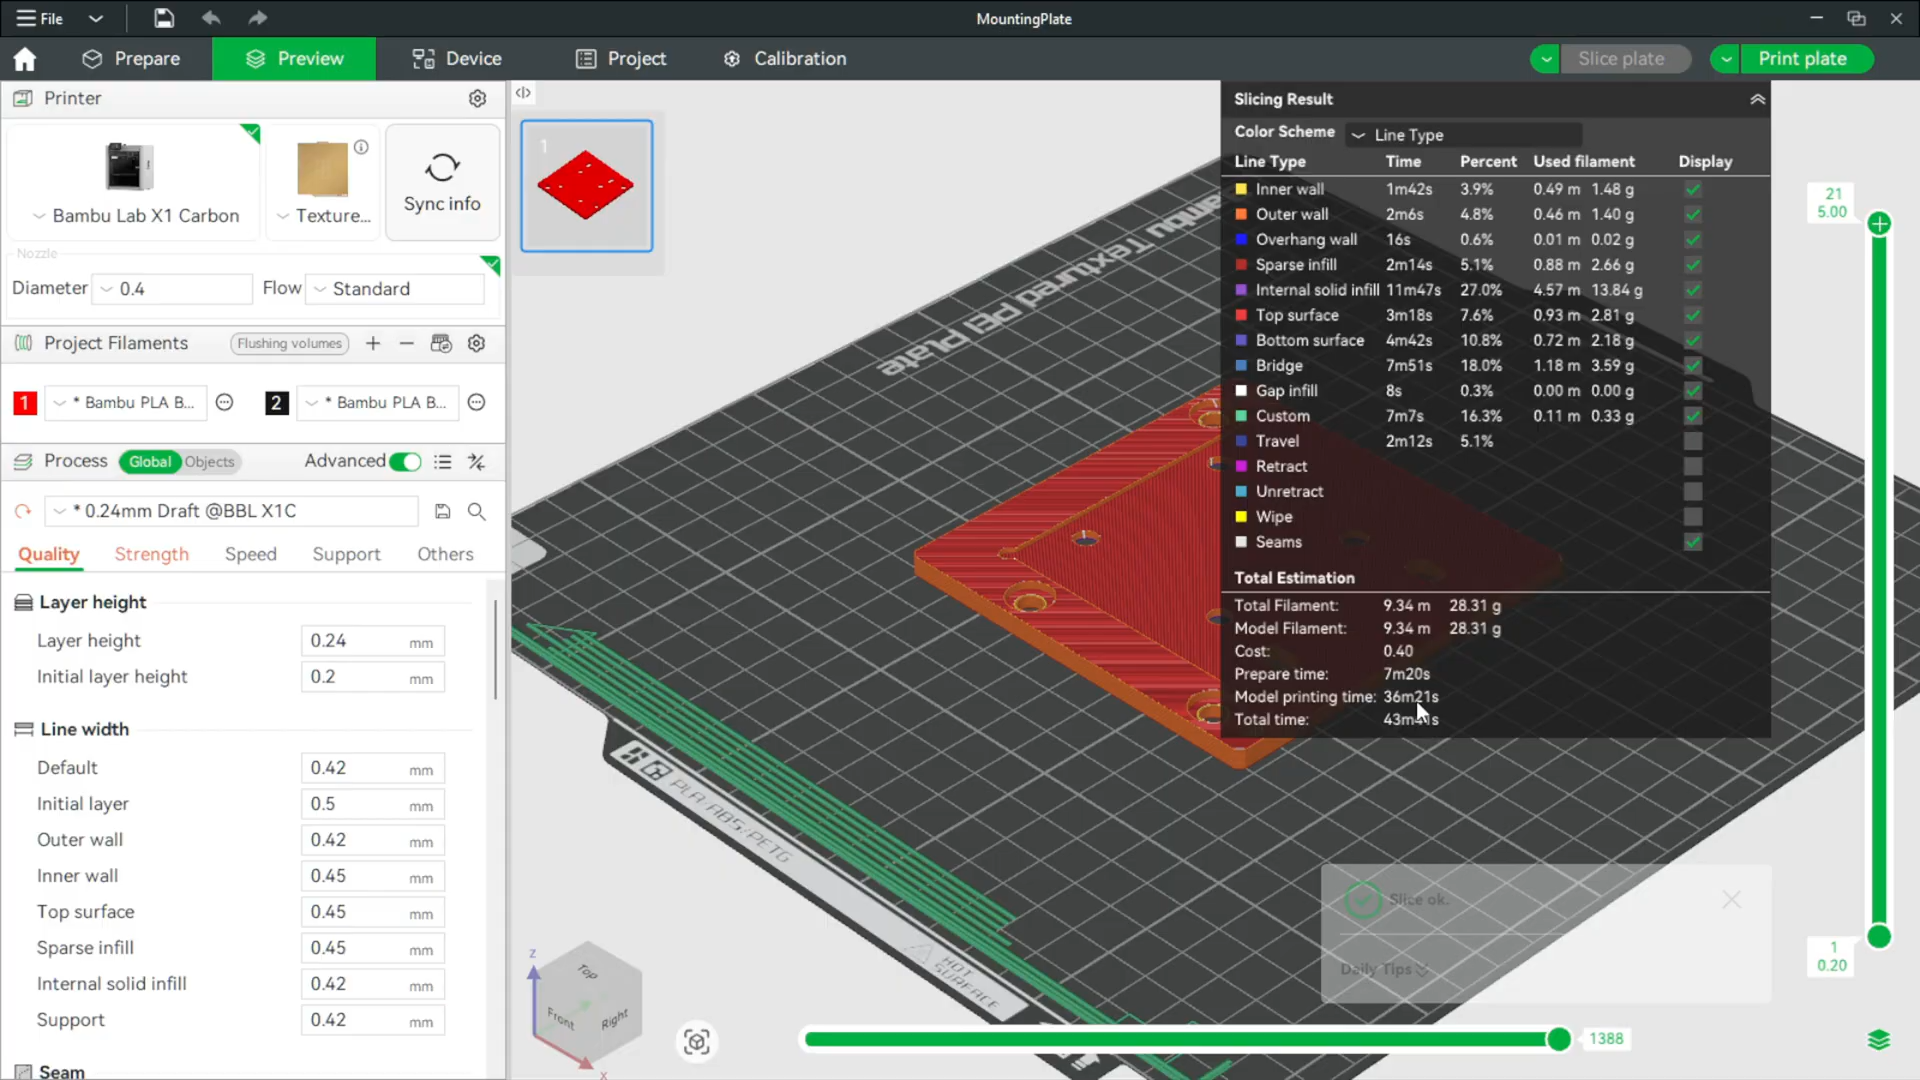 File
MountingPlate
Prepare
Preview
Device
Project
Calibration
Slice plate
Print plate
Printer
Bambu Lab X1 Carbon
Texture...
Sync info
Nozzle
Diameter
0.4
Flow
Standard
Project Filaments
Flushing volumes
1
* Bambu PLA B...
2
* Bambu PLA B...
Process
Global
Objects
Advanced
* 0.24mm Draft @BBL X1C
Quality
Strength
Speed
Support
Others
Layer height
Layer height 0.24 mm
Initial layer height 0.2 mm
Line width
Default 0.42 mm
Initial layer 0.5 mm
Outer wall 0.42 mm
Inner wall 0.45 mm
Top surface 0.45 mm
Sparse infill 0.45 mm
Internal solid infill 0.42 mm
Support 0.42 mm
Seam
1
Bambu Textured PEI Plate
PLA/ABS/PETG
HOT SURFACE
Slicing Result
Color Scheme Line Type
Line Type Time Percent Used filament Display
Inner wall 1m42s 3.9% 0.49 m 1.48 g
Outer wall 2m6s 4.8% 0.46 m 1.40 g
Overhang wall 16s 0.6% 0.01 m 0.02 g
Sparse infill 2m14s 5.1% 0.88 m 2.66 g
Internal solid infill 11m47s 27.0% 4.57 m 13.84 g
Top surface 3m18s 7.6% 0.93 m 2.81 g
Bottom surface 4m42s 10.8% 0.72 m 2.18 g
Bridge 7m51s 18.0% 1.18 m 3.59 g
Gap infill 8s 0.3% 0.00 m 0.00 g
Custom 7m7s 16.3% 0.11 m 0.33 g
Travel 2m12s 5.1%
Retract
Unretract
Wipe
Seams
Total Estimation
Total Filament: 9.34 m 28.31 g
Model Filament: 9.34 m 28.31 g
Cost: 0.40
Prepare time: 7m20s
Model printing time: 36m21s
Total time: 43m41s
21
5.00
1
0.20
Slice ok.
Daily Tips
z
Top
Front
Right
x
1388